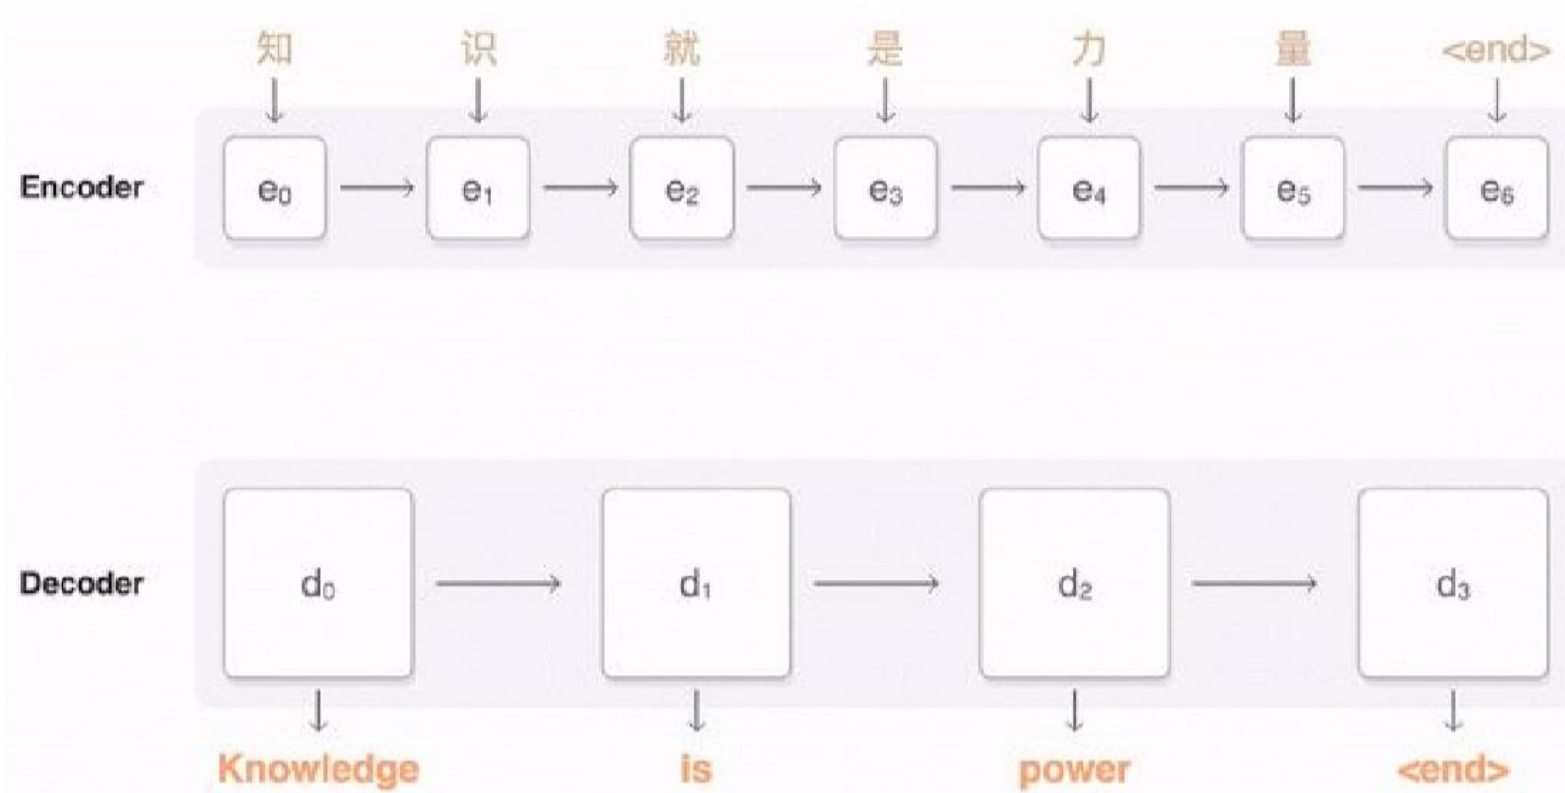 知 识 就 是 力 量 <end>
Encoder e₀ e₁ e₂ e₃ e₄ e₅ e₆
Decoder d₀ d₁ d₂ d₃
Knowledge is power <end>